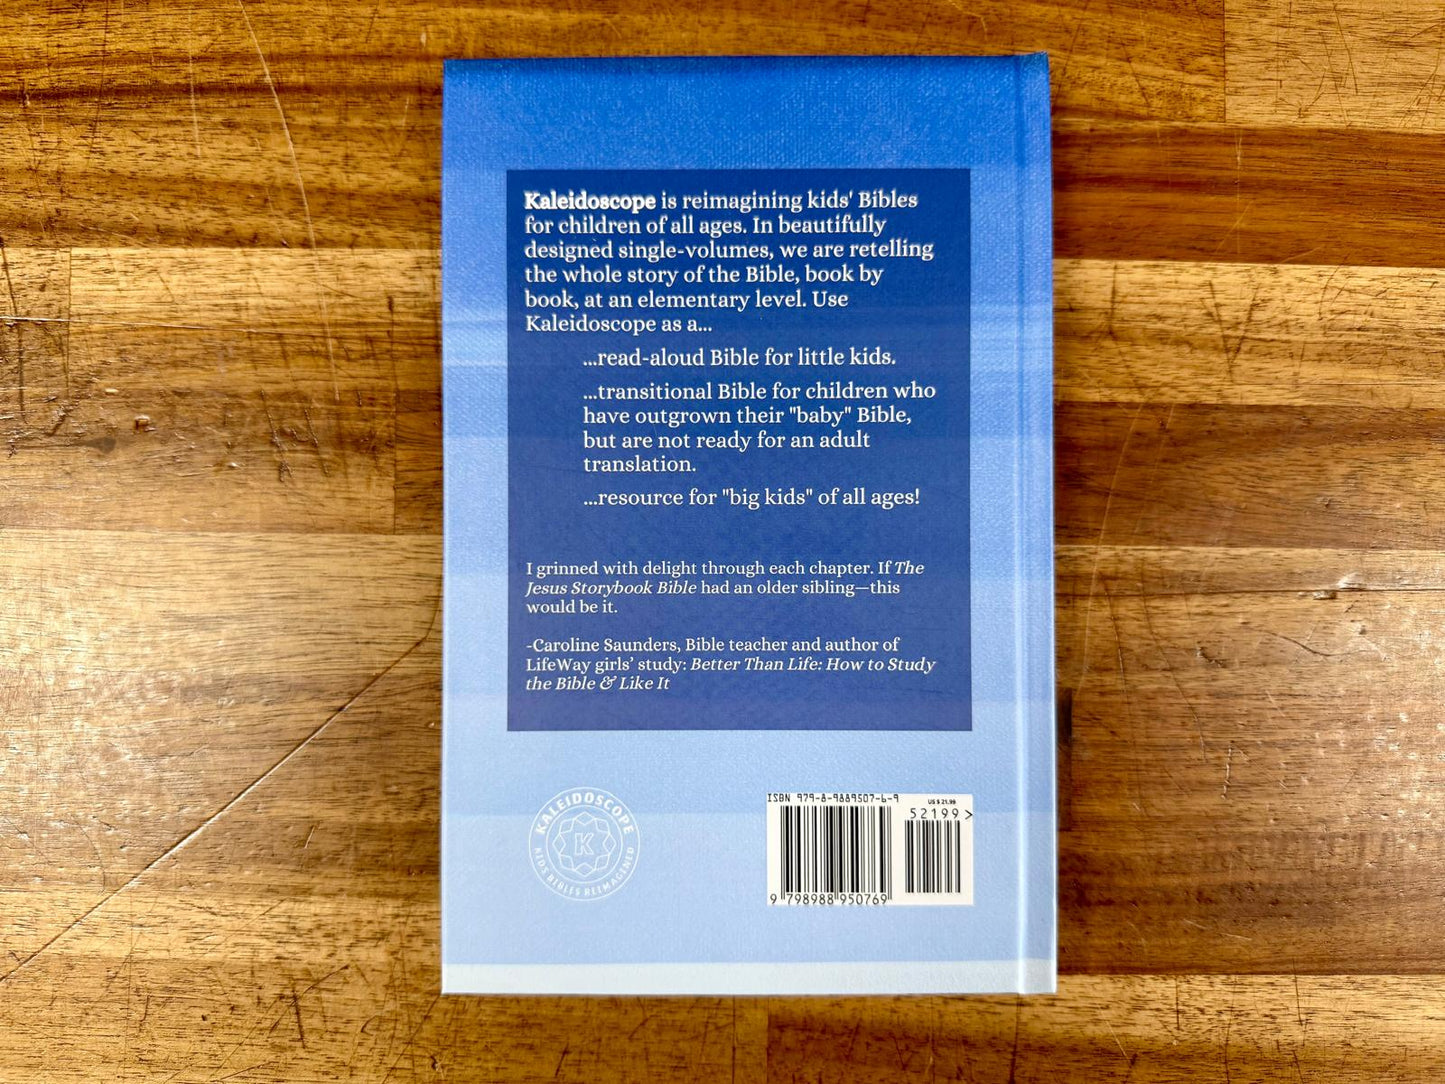 Kaleidoscope is reimagining kids' Bibles
for children of all ages. In beautifully
designed single-volumes, we are retelling
the whole story of the Bible, book by
book, at an elementary level. Use
Kaleidoscope as a...
...read-aloud Bible for little kids.
...transitional Bible for children who
have outgrown their "baby" Bible,
but are not ready for an adult
translation.
...resource for "big kids" of all ages!
I grinned with delight through each chapter. If The
Jesus Storybook Bible had an older sibling—this
would be it.
-Caroline Saunders, Bible teacher and author of
LifeWay girls’ study: Better Than Life: How to Study
the Bible & Like It
KALEIDOSCOPE
K
KIDS BIBLES REIMAGINED
ISBN 979-8-9889507-6-9
US $ 21.99
52199>
9 798988 950769